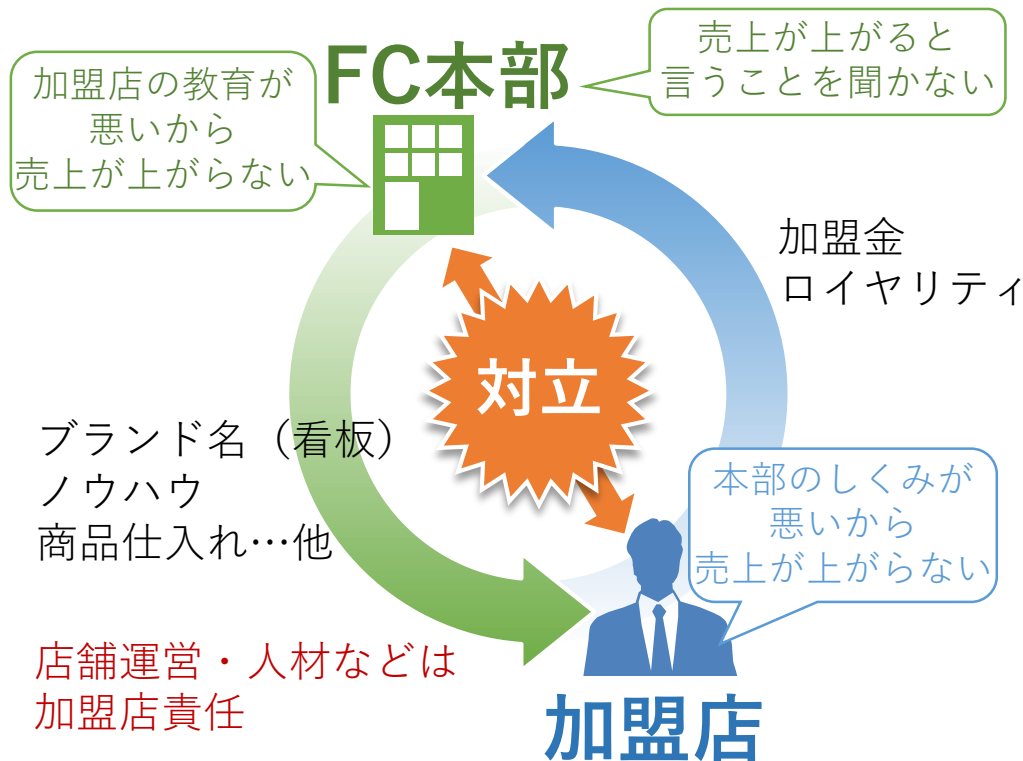 FC本部
売上が上がると
言うことを聞かない
加盟店の教育が
悪いから
売上が上がらない
加盟金
ロイヤリティ
対立
ブランド名（看板）
ノウハウ
商品仕入れ…他
本部のしくみが
悪いから
売上が上がらない
店舗運営・人材などは
加盟店責任
加盟店